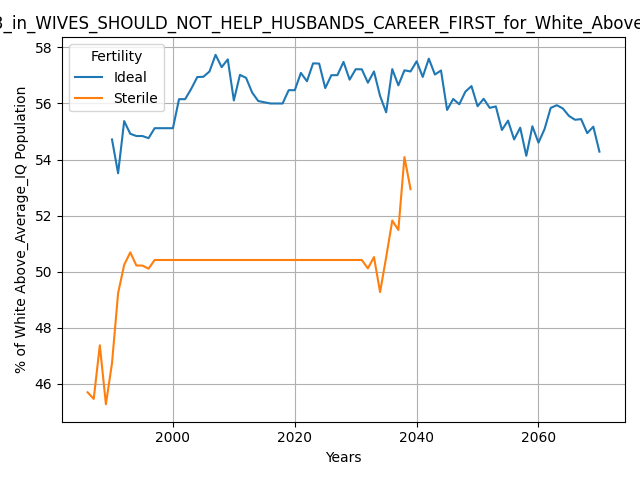 _in_WIVES_SHOULD_NOT_HELP_HUSBANDS_CAREER_FIRST_for_White_Above
Fertility
Ideal
Sterile
% of White Above_Average_IQ Population
58
56
54
52
50
48
46
2000 2020 2040 2060
Years